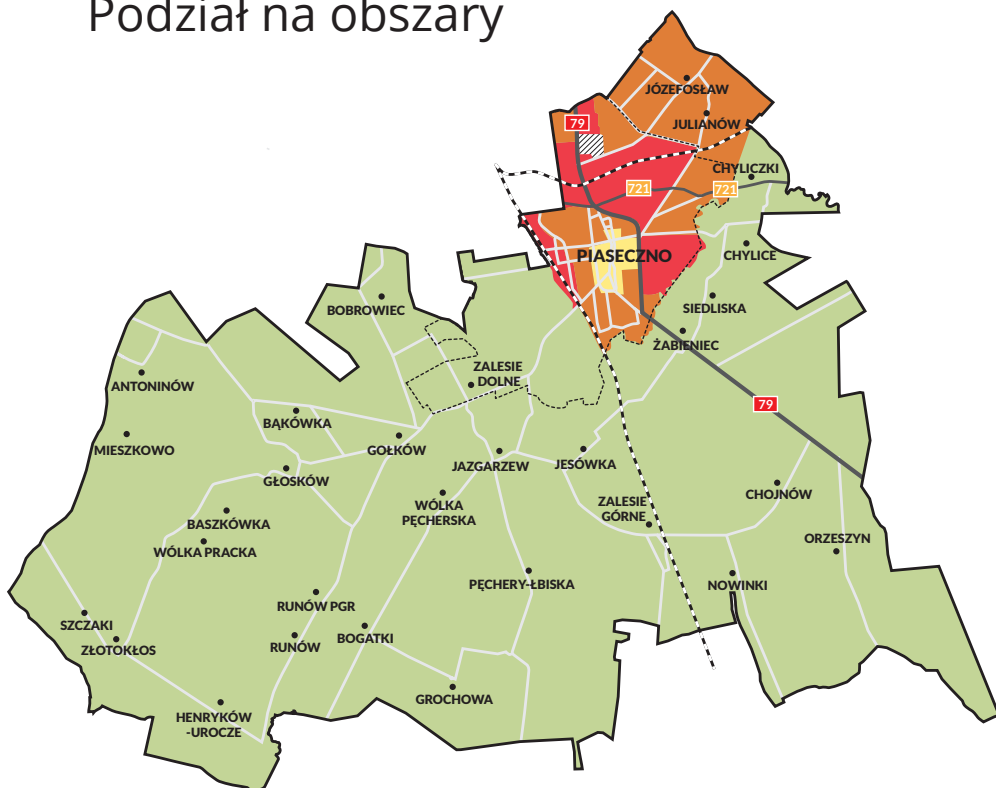 Podział na obszary
JÓZEFOSŁAW
79
JULIANÓW
CHYLICZKI
721
721
PIASECZNO
CHYLICE
BOBROWIEC
SIEDLISKA
ŻABIENIEC
ZALESIE
DOLNE
ANTONINÓW
79
BĄKÓWKA
MIESZKOWO
GOŁKÓW
JAZGARZEW
JESÓWKA
GŁOSKÓW
CHOJNÓW
WÓLKA
PĘCHERSKA
ZALESIE
GÓRNE
BASZKÓWKA
ORZESZYN
WÓLKA PRACKA
PĘCHERY-ŁBISKA
NOWINKI
RUNÓW PGR
SZCZAKI
BOGATKI
ZŁOTOKŁOS
RUNÓW
GROCHOWA
HENRYKÓW
-UROCZE